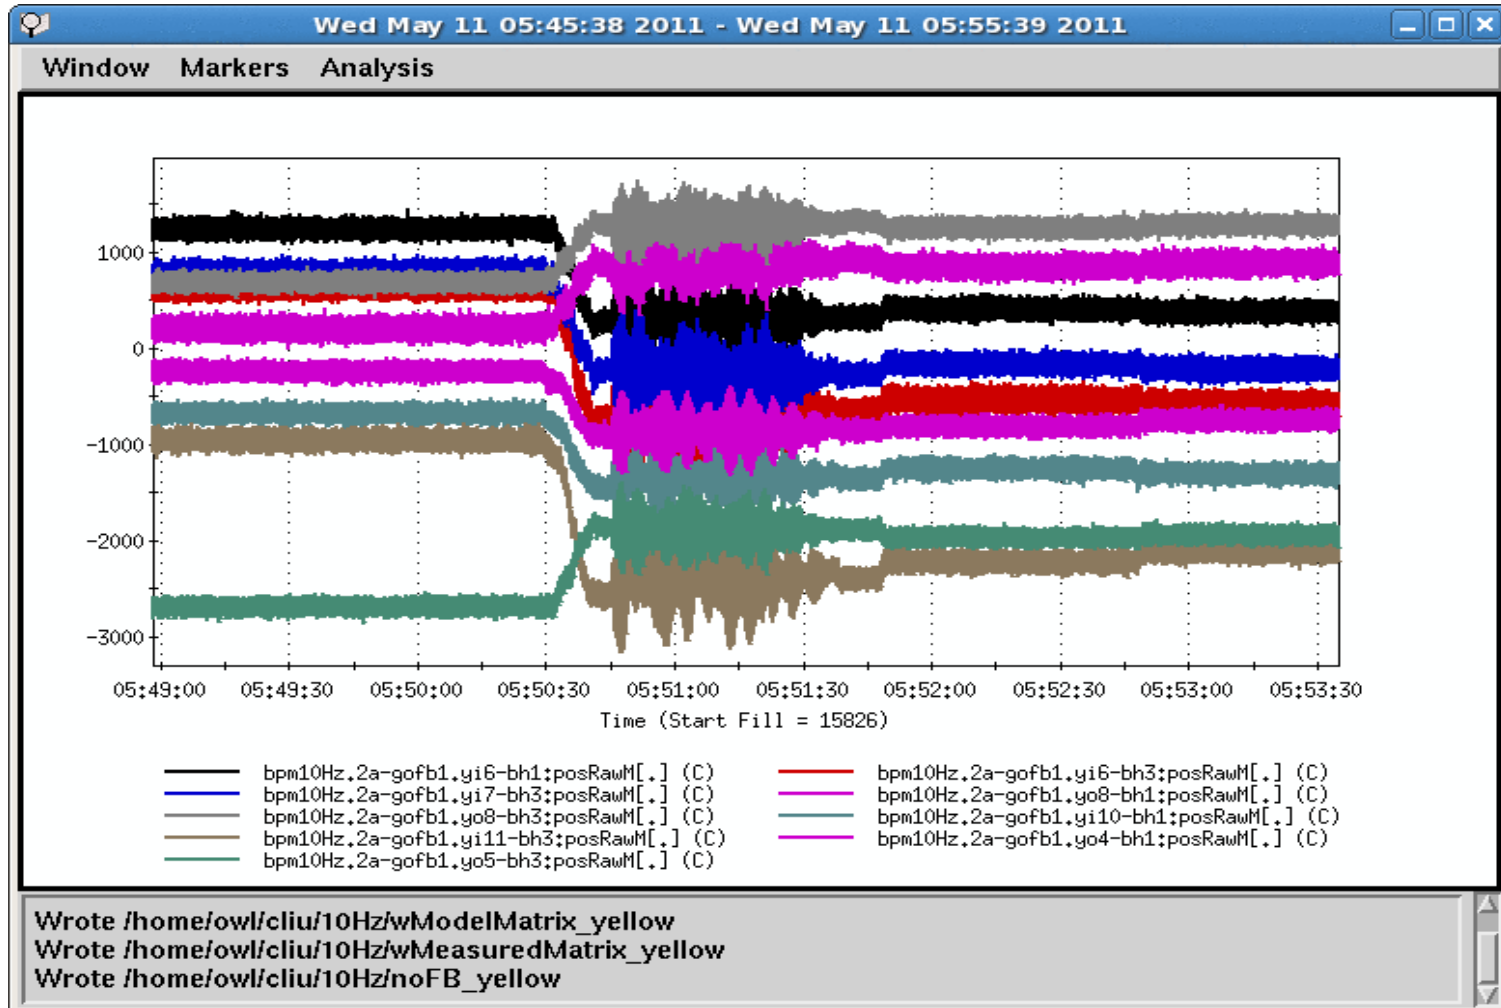 Wed May 11 05:45:38 2011 - Wed May 11 05:55:39 2011
Window Markers Analysis
1000
0
-1000
-2000
-3000
05:49:00 05:49:30 05:50:00 05:50:30 05:51:00 05:51:30 05:52:00 05:52:30 05:53:00 05:53:30
Time (Start Fill = 15826)
bpm10Hz.2a-gofb1.yi6-bh1:posRawM[.] (C) bpm10Hz.2a-gofb1.yi6-bh3:posRawM[.] (C)
bpm10Hz.2a-gofb1.yi7-bh3:posRawM[.] (C) bpm10Hz.2a-gofb1.yo8-bh1:posRawM[.] (C)
bpm10Hz.2a-gofb1.yo8-bh3:posRawM[.] (C) bpm10Hz.2a-gofb1.yi10-bh1:posRawM[.] (C)
bpm10Hz.2a-gofb1.yi11-bh3:posRawM[.] (C) bpm10Hz.2a-gofb1.yo4-bh1:posRawM[.] (C)
bpm10Hz.2a-gofb1.yo5-bh3:posRawM[.] (C)
Wrote /home/owl/cliu/10Hz/wModelMatrix_yellow
Wrote /home/owl/cliu/10Hz/wMeasuredMatrix_yellow
Wrote /home/owl/cliu/10Hz/noFB_yellow